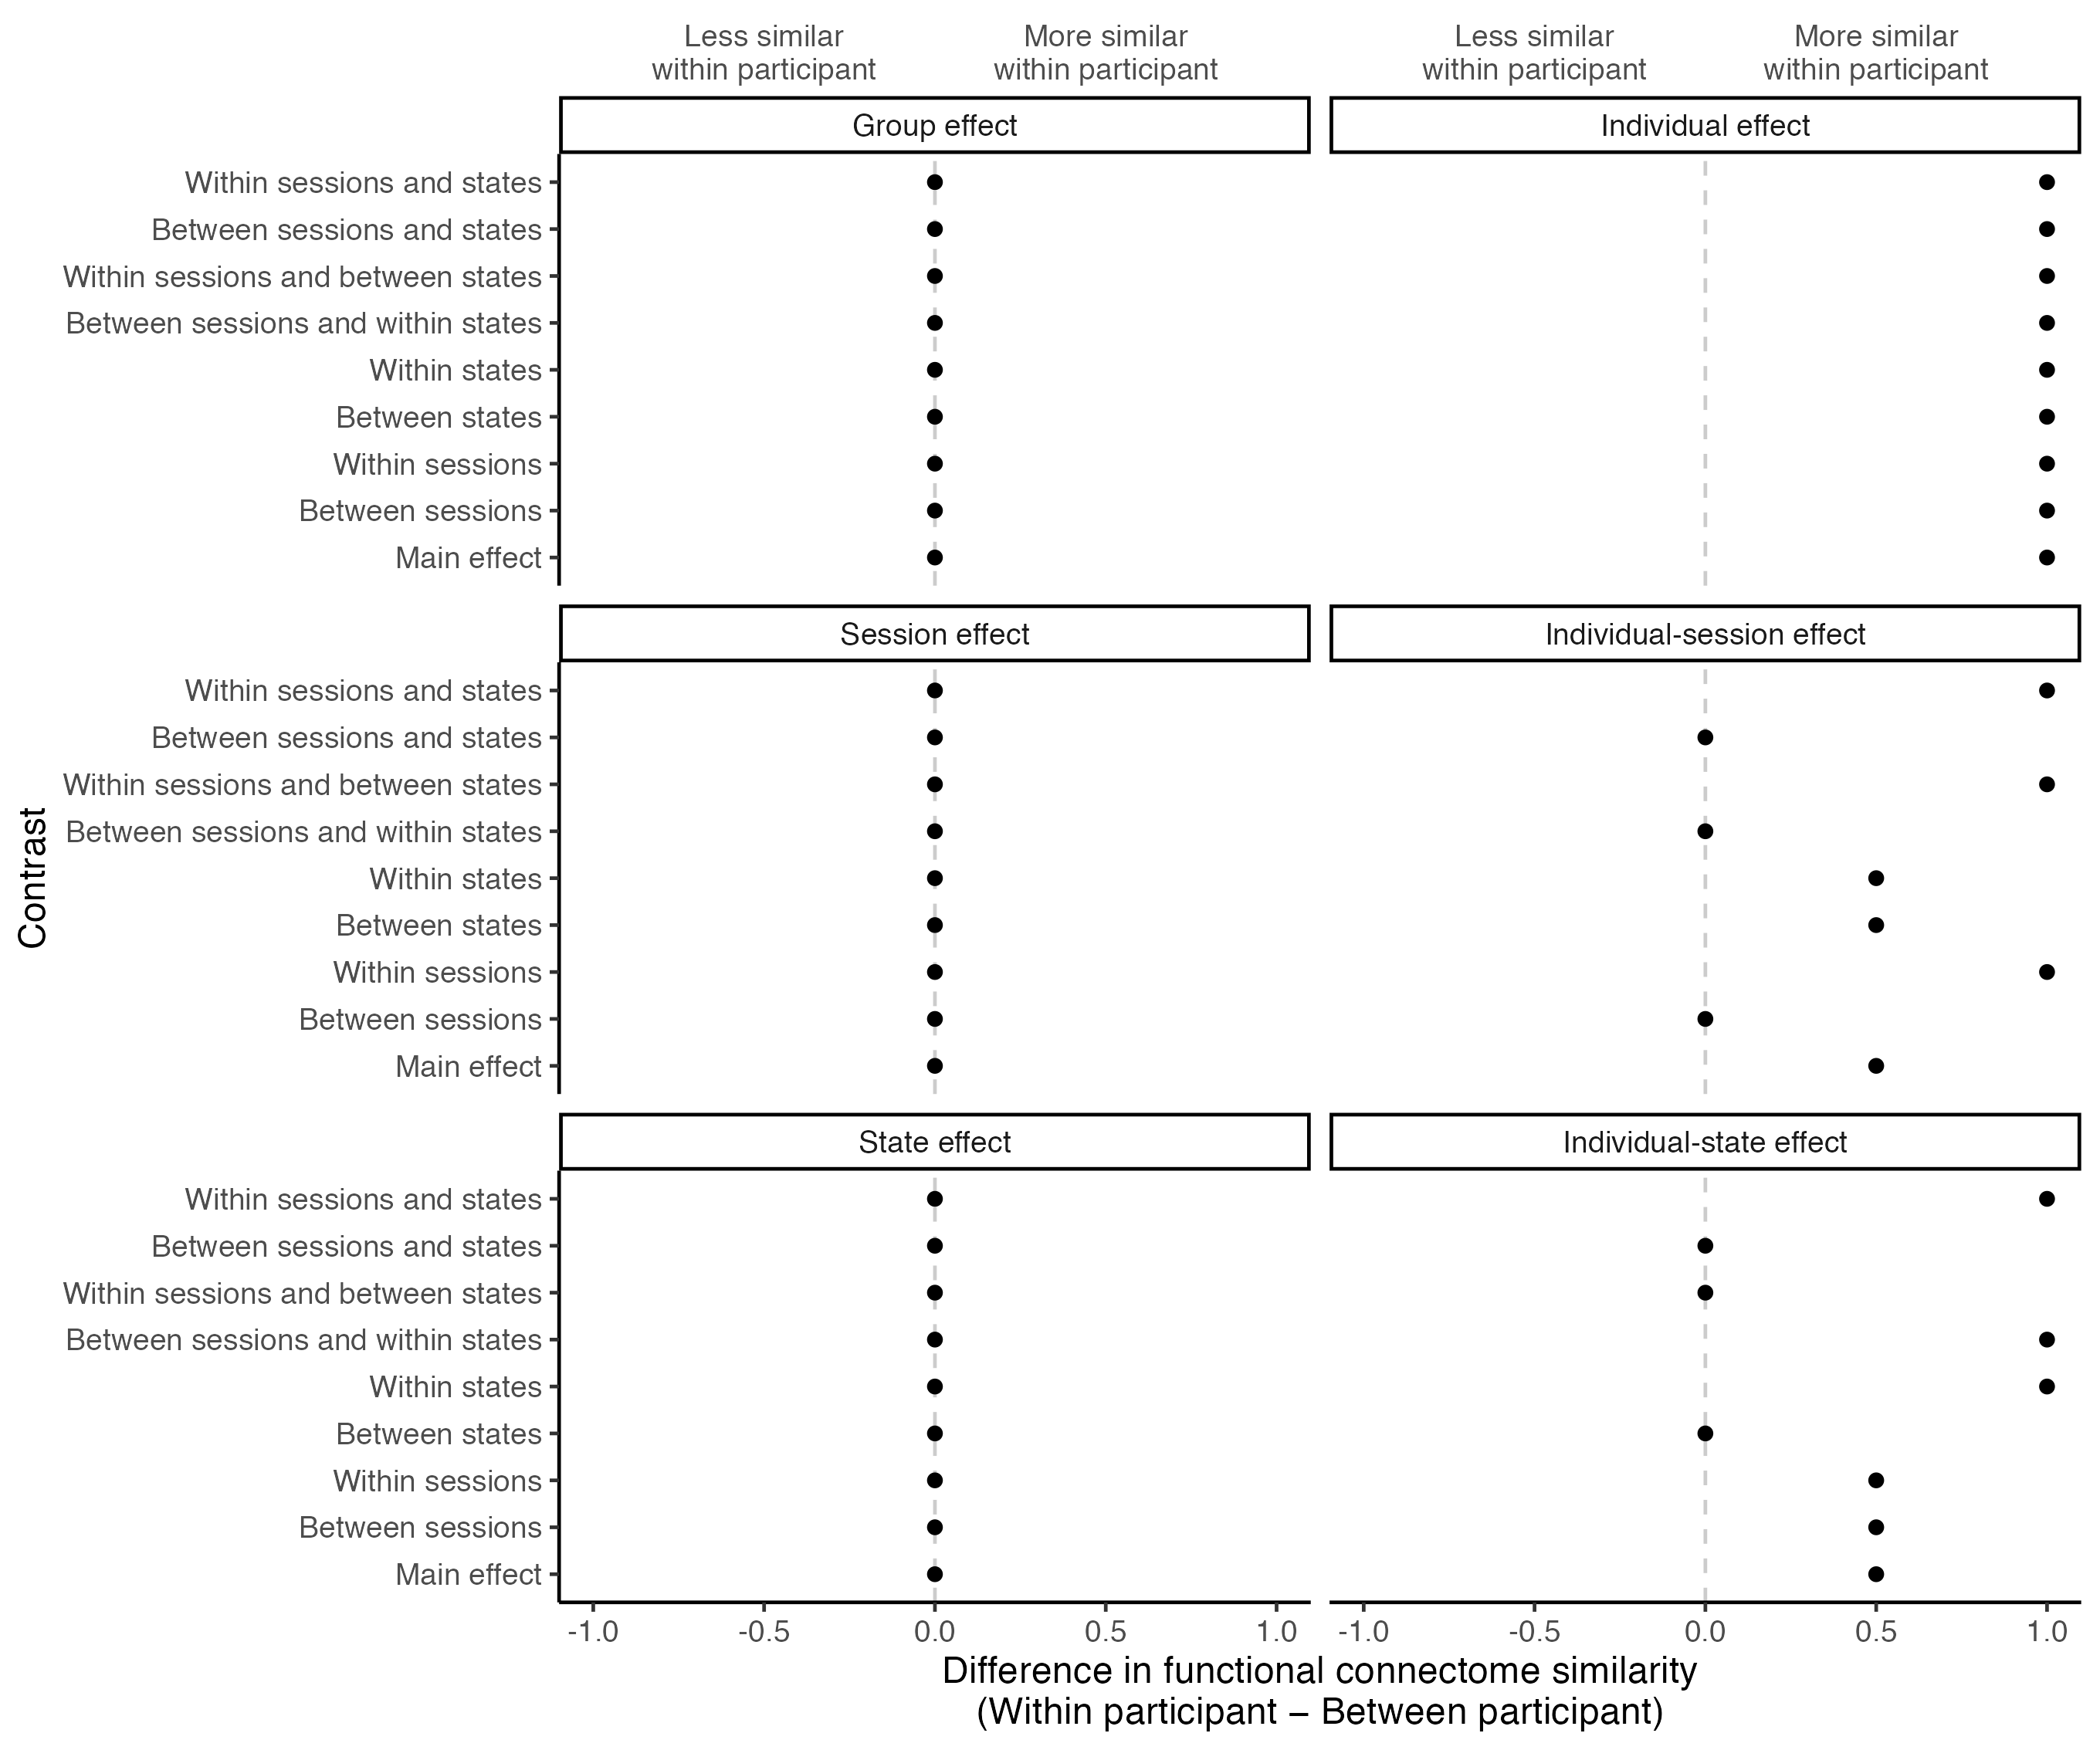 Less similar
within participant
More similar
within participant
Less similar
within participant
More similar
within participant
Group effect
Individual effect
Within sessions and states
Between sessions and states
Within sessions and between states
Between sessions and within states
Within states
Between states
Within sessions
Between sessions
Main effect
Session effect
Individual-session effect
Contrast
Within sessions and states
Between sessions and states
Within sessions and between states
Between sessions and within states
Within states
Between states
Within sessions
Between sessions
Main effect
State effect
Individual-state effect
Within sessions and states
Between sessions and states
Within sessions and between states
Between sessions and within states
Within states
Between states
Within sessions
Between sessions
Main effect
-1.0 -0.5 0.0 0.5 1.0 -1.0 -0.5 0.0 0.5 1.0
Difference in functional connectome similarity
(Within participant − Between participant)